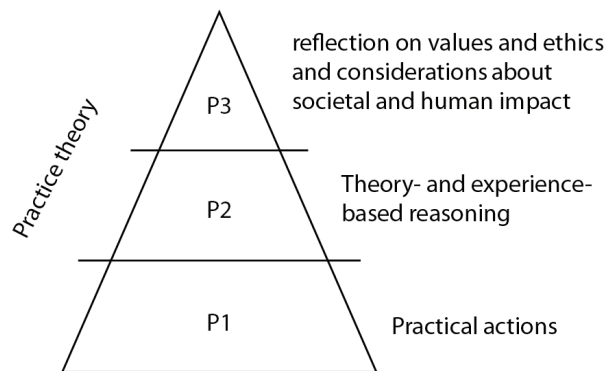 Practice theory
P3
reflection on values and ethics
and considerations about
societal and human impact
P2
Theory- and experience-
based reasoning
P1
Practical actions